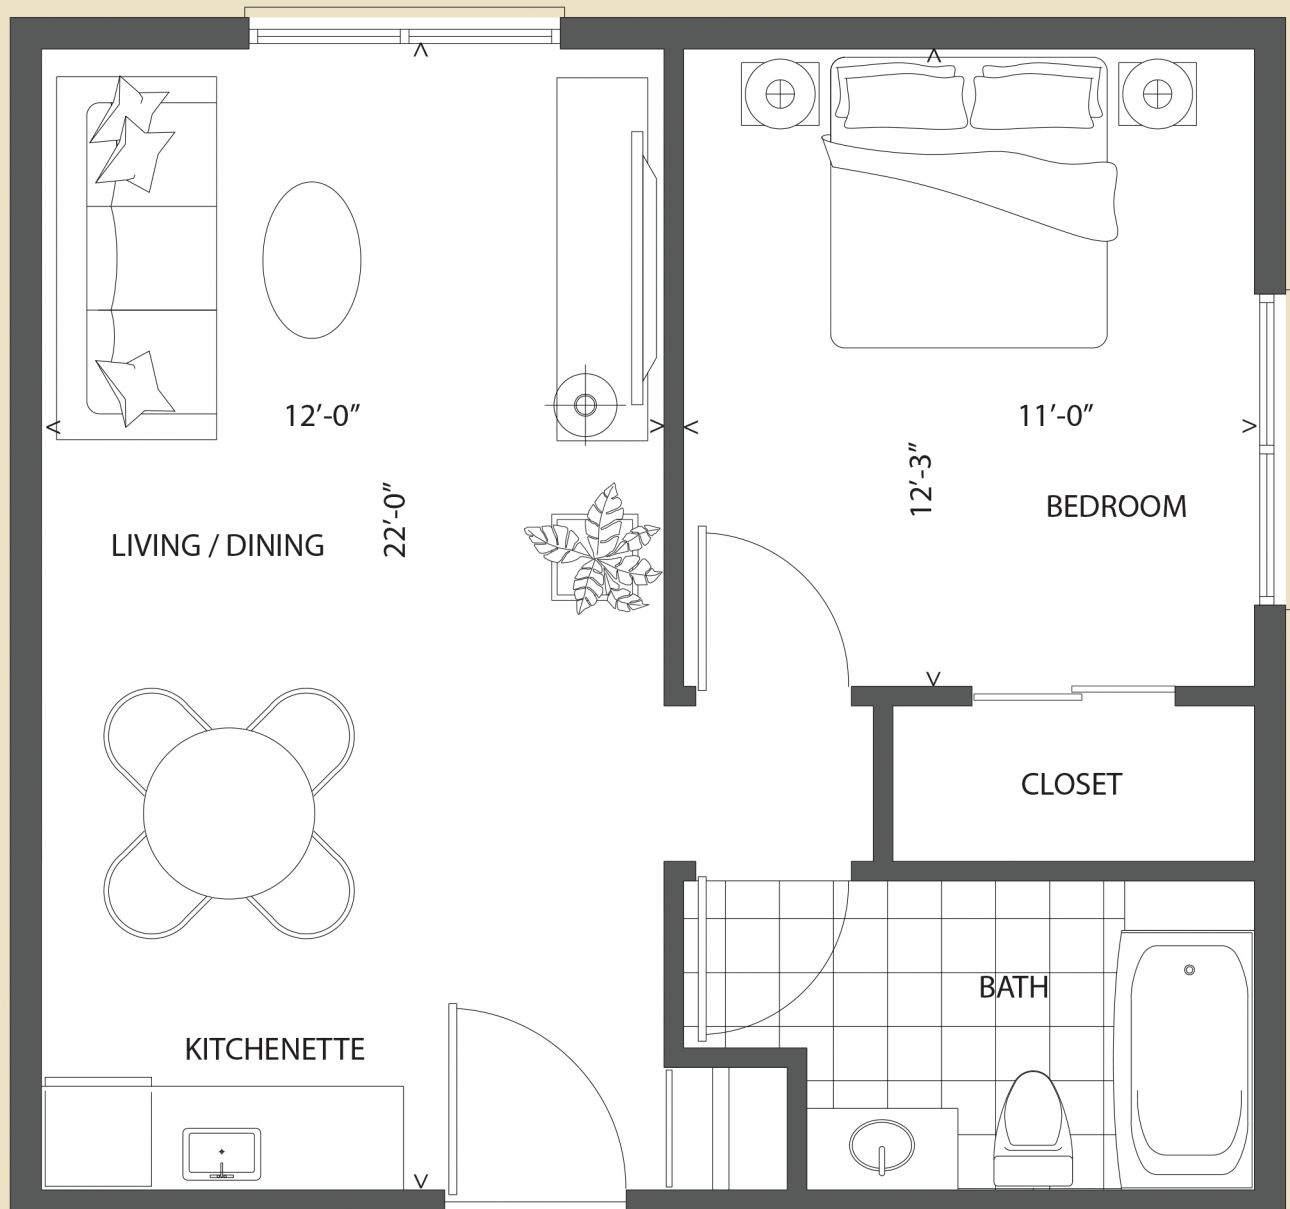 12’-0”
11’-0”
12’-3”
BEDROOM
22’-0”
LIVING / DINING
CLOSET
BATH
KITCHENETTE